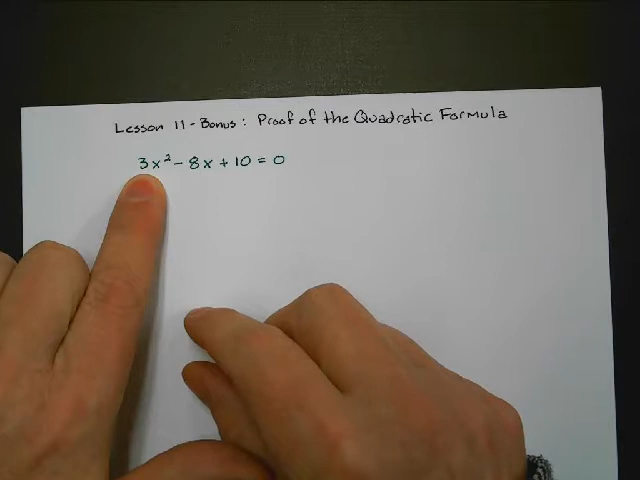 Lesson 11 - Bonus : Proof of the Quadratic Formula
3x² - 8x + 10 = 0